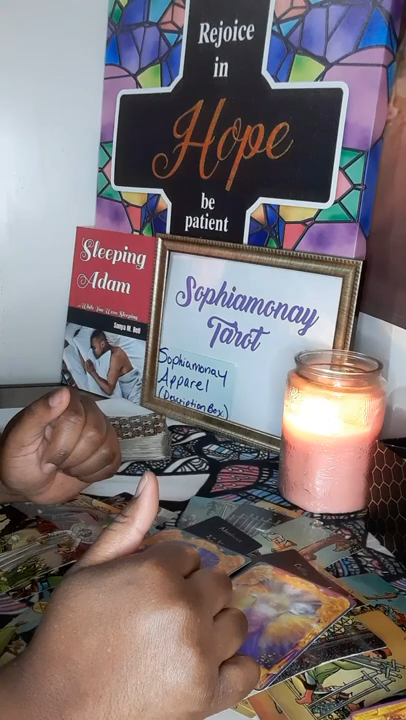 Rejoice
in
Hope
be
patient
Sleeping
Adam
Sophiamonay
Tarot
Sophiamonay
Apparel
(Description Box)